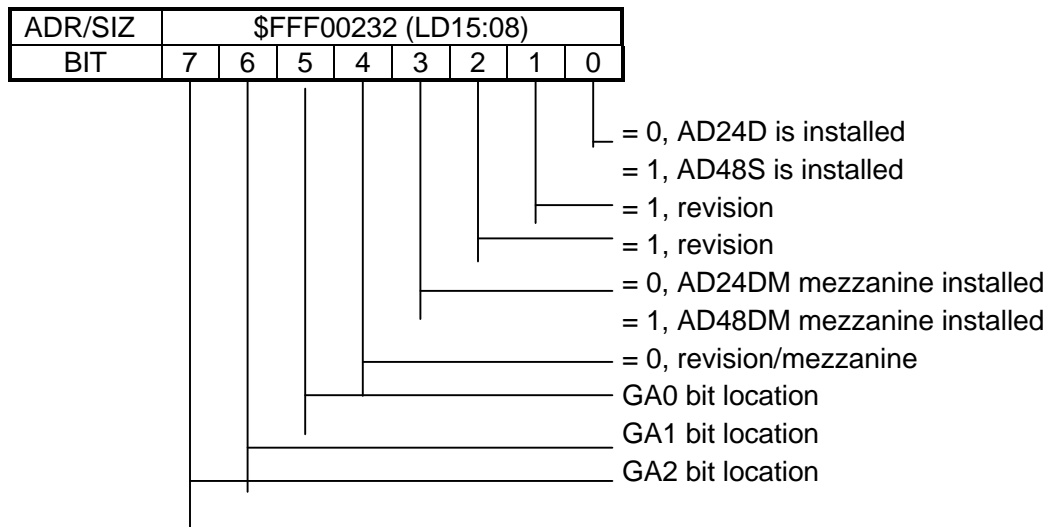 ADR/SIZ $FFF00232 (LD15:08)
BIT 7 6 5 4 3 2 1 0
= 0, AD24D is installed
= 1, AD48S is installed
= 1, revision
= 1, revision
= 0, AD24DM mezzanine installed
= 1, AD48DM mezzanine installed
= 0, revision/mezzanine
GA0 bit location
GA1 bit location
GA2 bit location